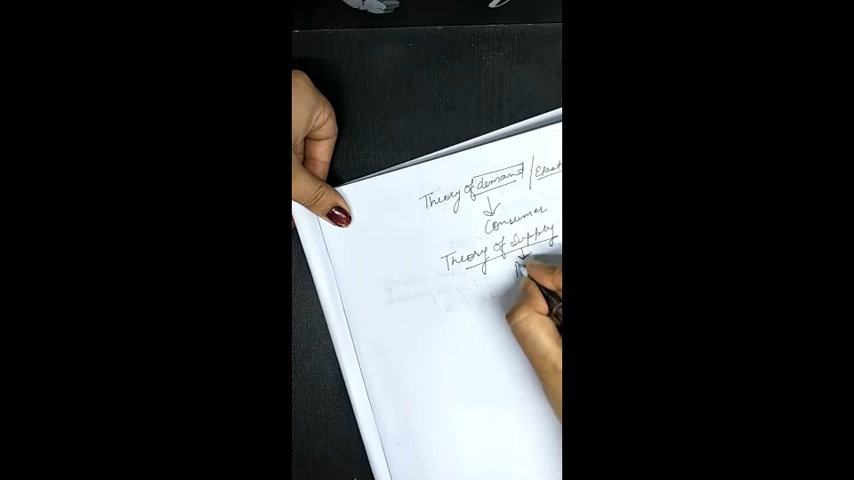 Theory of demand / Elast
Consumer
Theory of Supply